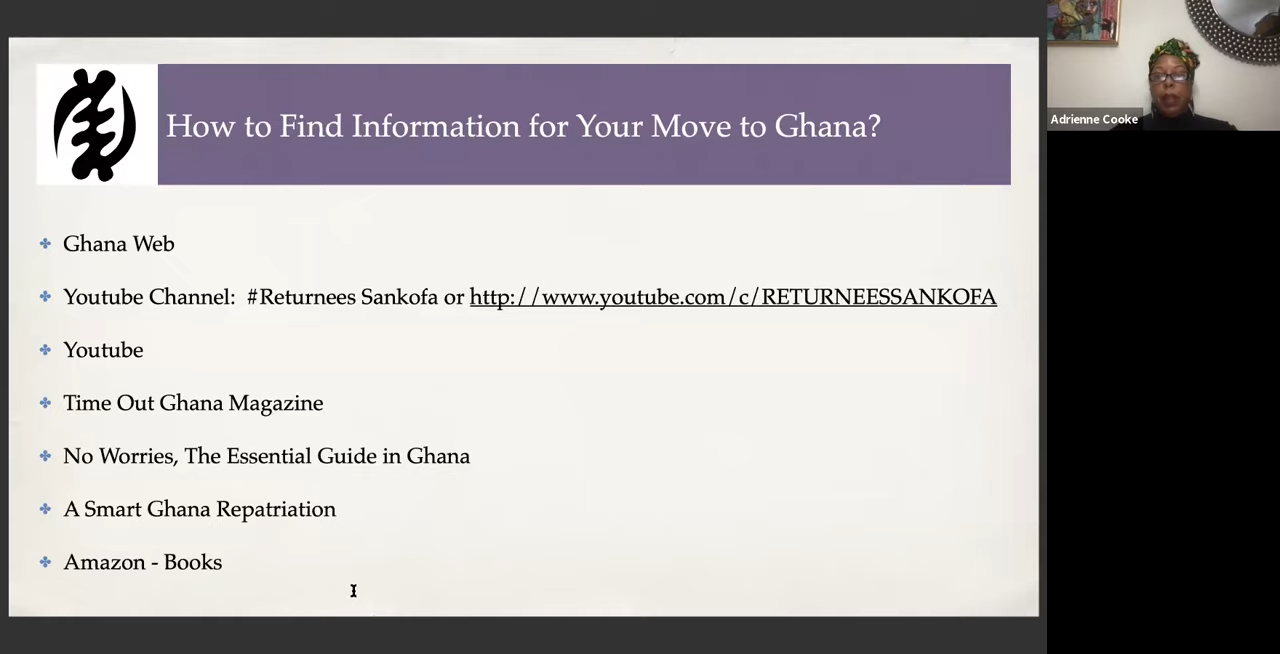 How to Find Information for Your Move to Ghana?
Ghana Web
Youtube Channel: #Returnees Sankofa or http://www.youtube.com/c/RETURNEESSANKOFA
Youtube
Time Out Ghana Magazine
No Worries, The Essential Guide in Ghana
A Smart Ghana Repatriation
Amazon - Books
Adrienne Cooke